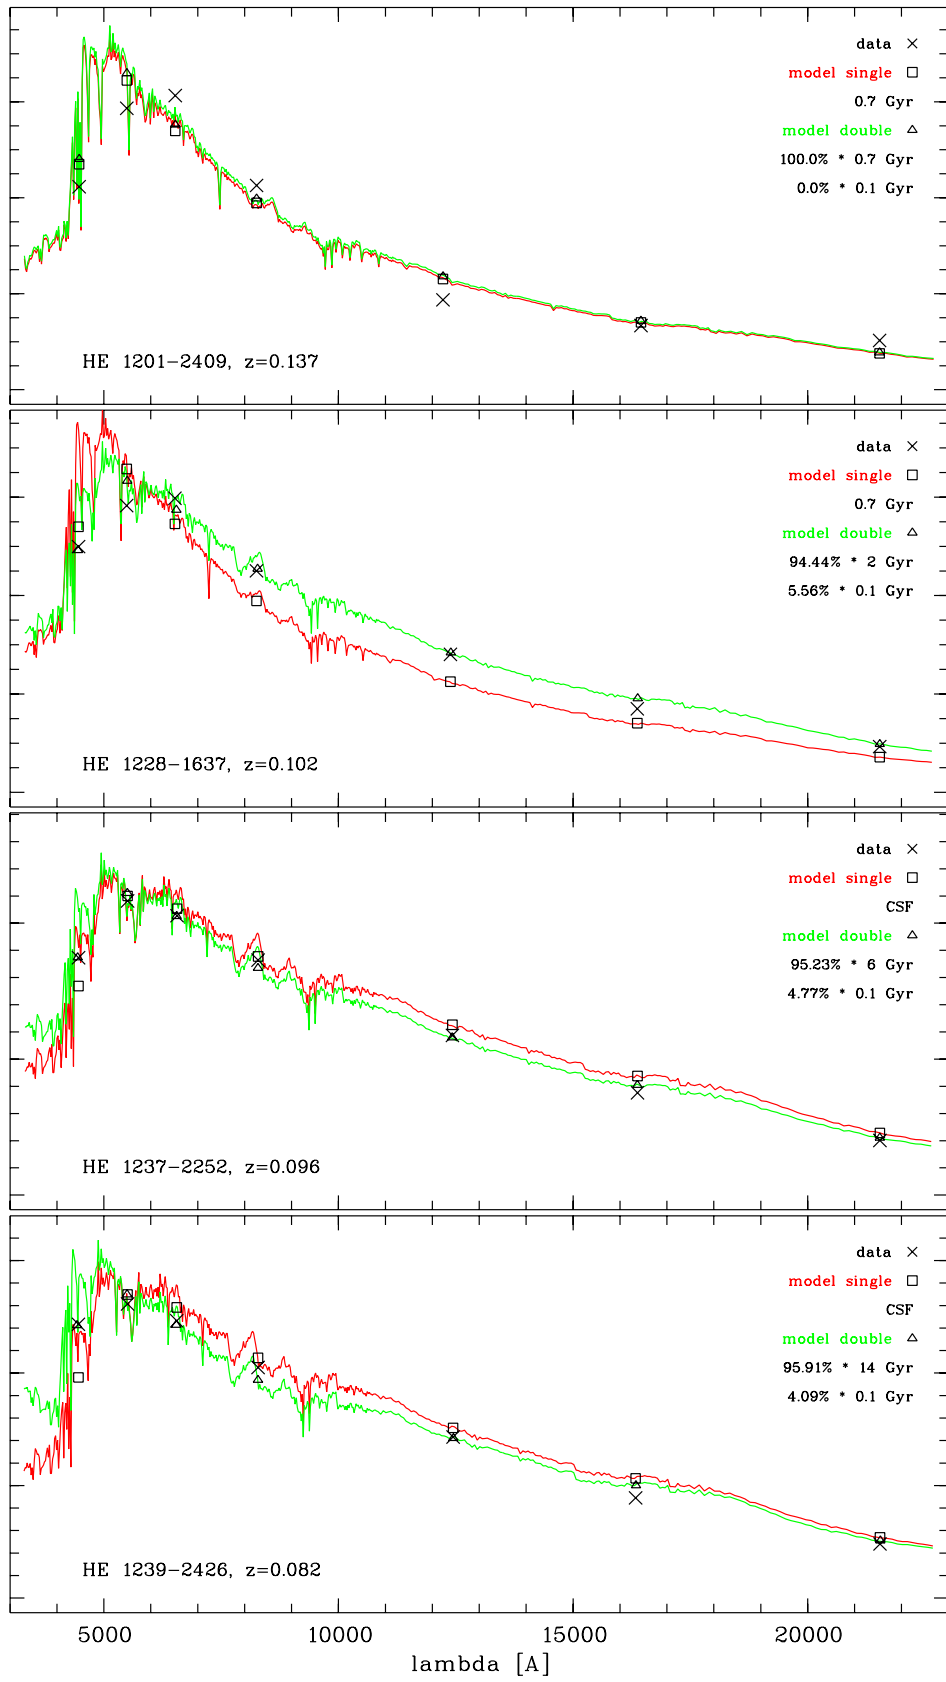 data
model single
0.7 Gyr
model double
100.0% * 0.7 Gyr
0.0% * 0.1 Gyr
HE 1201-2409, z=0.137
data
model single
0.7 Gyr
model double
94.44% * 2 Gyr
5.56% * 0.1 Gyr
HE 1228-1637, z=0.102
data
model single
CSF
model double
95.23% * 6 Gyr
4.77% * 0.1 Gyr
HE 1237-2252, z=0.096
data
model single
CSF
model double
95.91% * 14 Gyr
4.09% * 0.1 Gyr
HE 1239-2426, z=0.082
5000 10000 15000 20000
lambda [A]